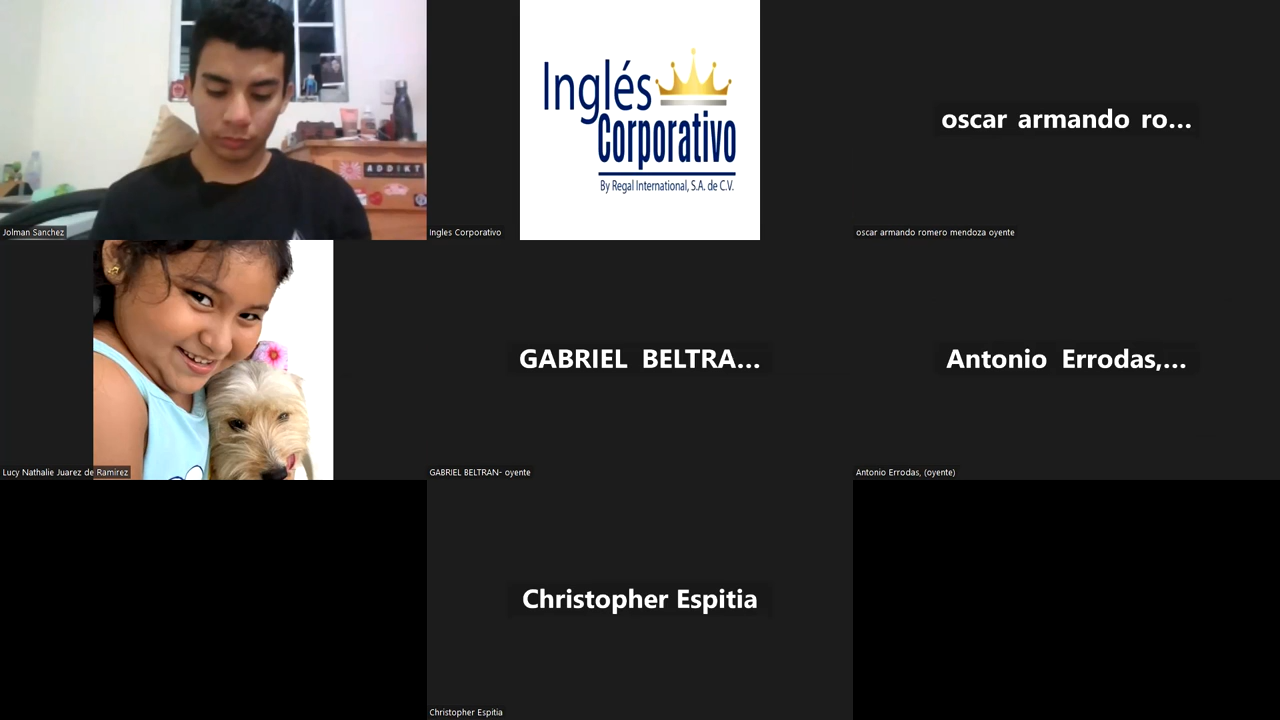 ADDIKT
Jolman Sanchez
Inglés
Corporativo
By Regal International, S.A. de C.V.
Ingles Corporativo
oscar armando ro...
oscar armando romero mendoza oyente
Lucy Nathalie Juarez de Ramirez
GABRIEL BELTRA...
GABRIEL BELTRAN- oyente
Antonio Errodas,...
Antonio Errodas, (oyente)
Christopher Espitia
Christopher Espitia